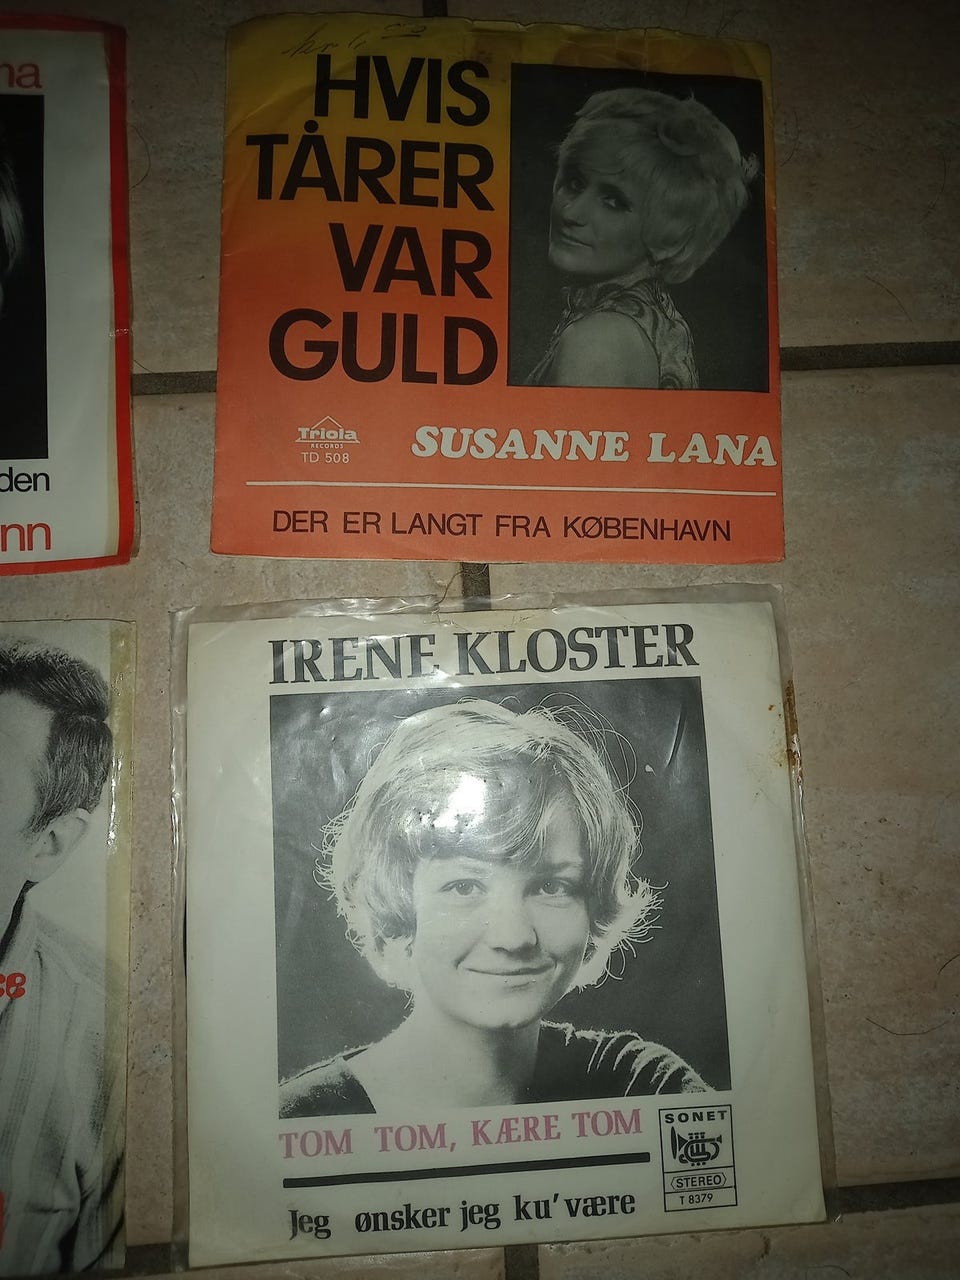 HVIS
TÅRER
VAR
GULD
Triola
RECORDS
TD 508
SUSANNE LANA
DER ER LANGT FRA KØBENHAVN
na
den
nn
IRENE KLOSTER
TOM TOM, KÆRE TOM
SONET
STEREO
T 8379
Jeg ønsker jeg ku' være